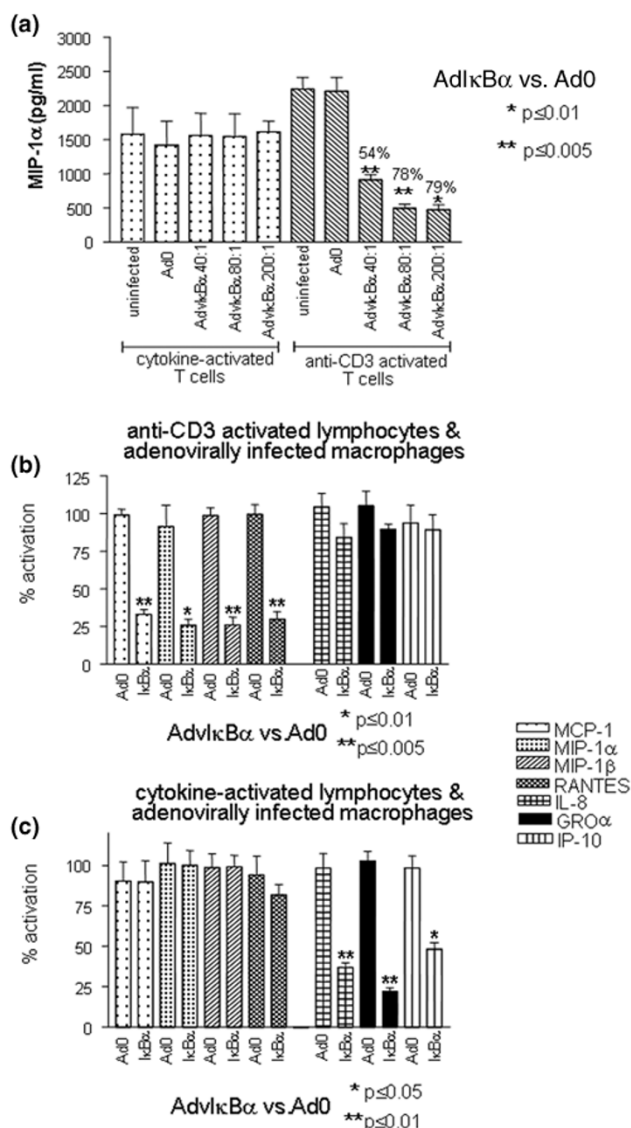 (a)
3000
2500
2000
1500
1000
500
0
MIP-1α (pg/ml)
AdIκBα vs. Ad0
* p≤0.01
** p≤0.005
54%
**
78%
**
79%
*
uninfected
Ad0
AdvIκBα 40:1
AdvIκBα 80:1
AdvIκBα 200:1
uninfected
Ad0
AdvIκBα 40:1
AdvIκBα 80:1
AdvIκBα 200:1
cytokine-activated
T cells
anti-CD3 activated
T cells
anti-CD3 activated lymphocytes &
adenovirally infected macrophages
(b)
125
100
75
50
25
0
% activation
**
*
**
**
Ad0
IκBα
Ad0
IκBα
Ad0
IκBα
Ad0
IκBα
Ad0
IκBα
Ad0
IκBα
Ad0
IκBα
AdvIκBα vs.Ad0
* p≤0.01
**p≤0.005
MCP-1
MIP-1α
MIP-1β
RANTES
IL-8
GROα
IP-10
cytokine-activated lymphocytes &
adenovirally infected macrophages
(c)
100
75
50
25
0
% activation
**
**
*
Ad0
IκBα
Ad0
IκBα
Ad0
IκBα
Ad0
IκBα
Ad0
IκBα
Ad0
IκBα
Ad0
IκBα
AdvIκBα vs.Ad0
* p≤0.05
**p≤0.01